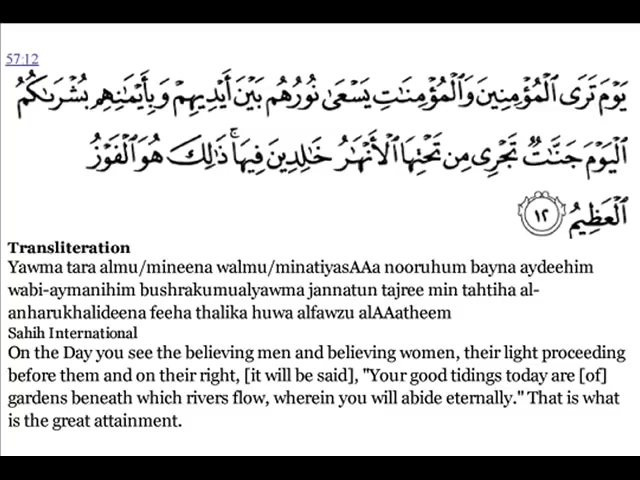 57:12
يَوْمَ تَرَى ٱلْمُؤْمِنِينَ وَٱلْمُؤْمِنَٰتِ يَسْعَىٰ نُورُهُم بَيْنَ أَيْدِيهِمْ وَبِأَيْمَٰنِهِم بُشْرَىٰكُمُ
ٱلْيَوْمَ جَنَّٰتٌ تَجْرِى مِن تَحْتِهَا ٱلْأَنْهَٰرُ خَٰلِدِينَ فِيهَا ۚ ذَٰلِكَ هُوَ ٱلْفَوْزُ
ٱلْعَظِيمُ ١٢
Transliteration
Yawma tara almu/mineena walmu/minatiyasAAa nooruhum bayna aydeehim
wabi-aymanihim bushrakumualyawma jannatun tajree min tahtiha al-
anharukhalideena feeha thalika huwa alfawzu alAAatheem
Sahih International
On the Day you see the believing men and believing women, their light proceeding
before them and on their right, [it will be said], "Your good tidings today are [of]
gardens beneath which rivers flow, wherein you will abide eternally." That is what
is the great attainment.